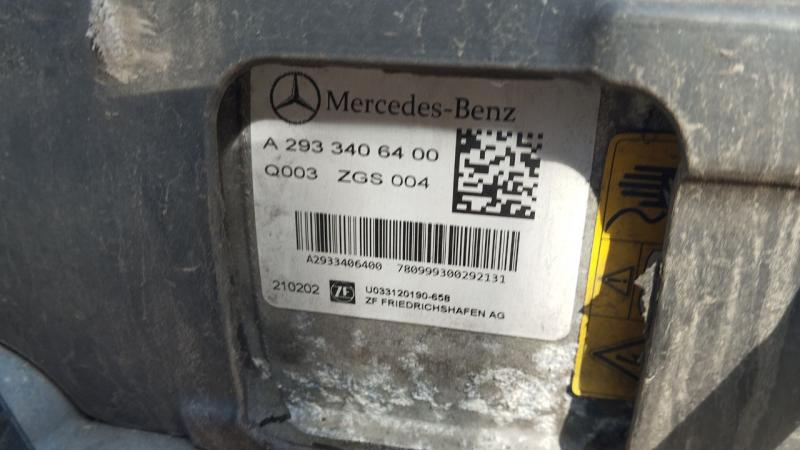 Mercedes-Benz
A 293 340 64 00
Q003 ZGS 004
A2933406400 780999300292131
210202 ZF U033120190-658
ZF FRIEDRICHSHAFEN AG